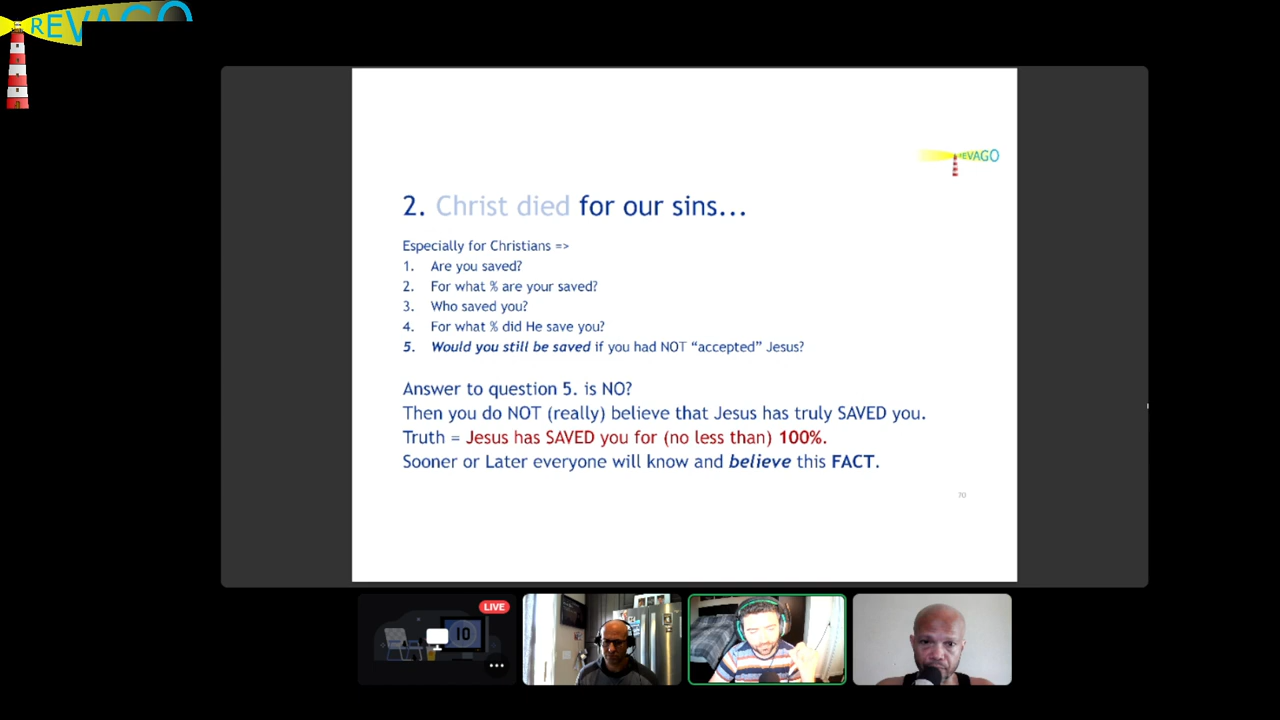 REVAGO
REVAGO
2. Christ died for our sins...
Especially for Christians =>
1. Are you saved?
2. For what % are your saved?
3. Who saved you?
4. For what % did He save you?
5. Would you still be saved if you had NOT “accepted” Jesus?
Answer to question 5. is NO?
Then you do NOT (really) believe that Jesus has truly SAVED you.
Truth = Jesus has SAVED you for (no less than) 100%.
Sooner or Later everyone will know and believe this FACT.
70
LIVE
10